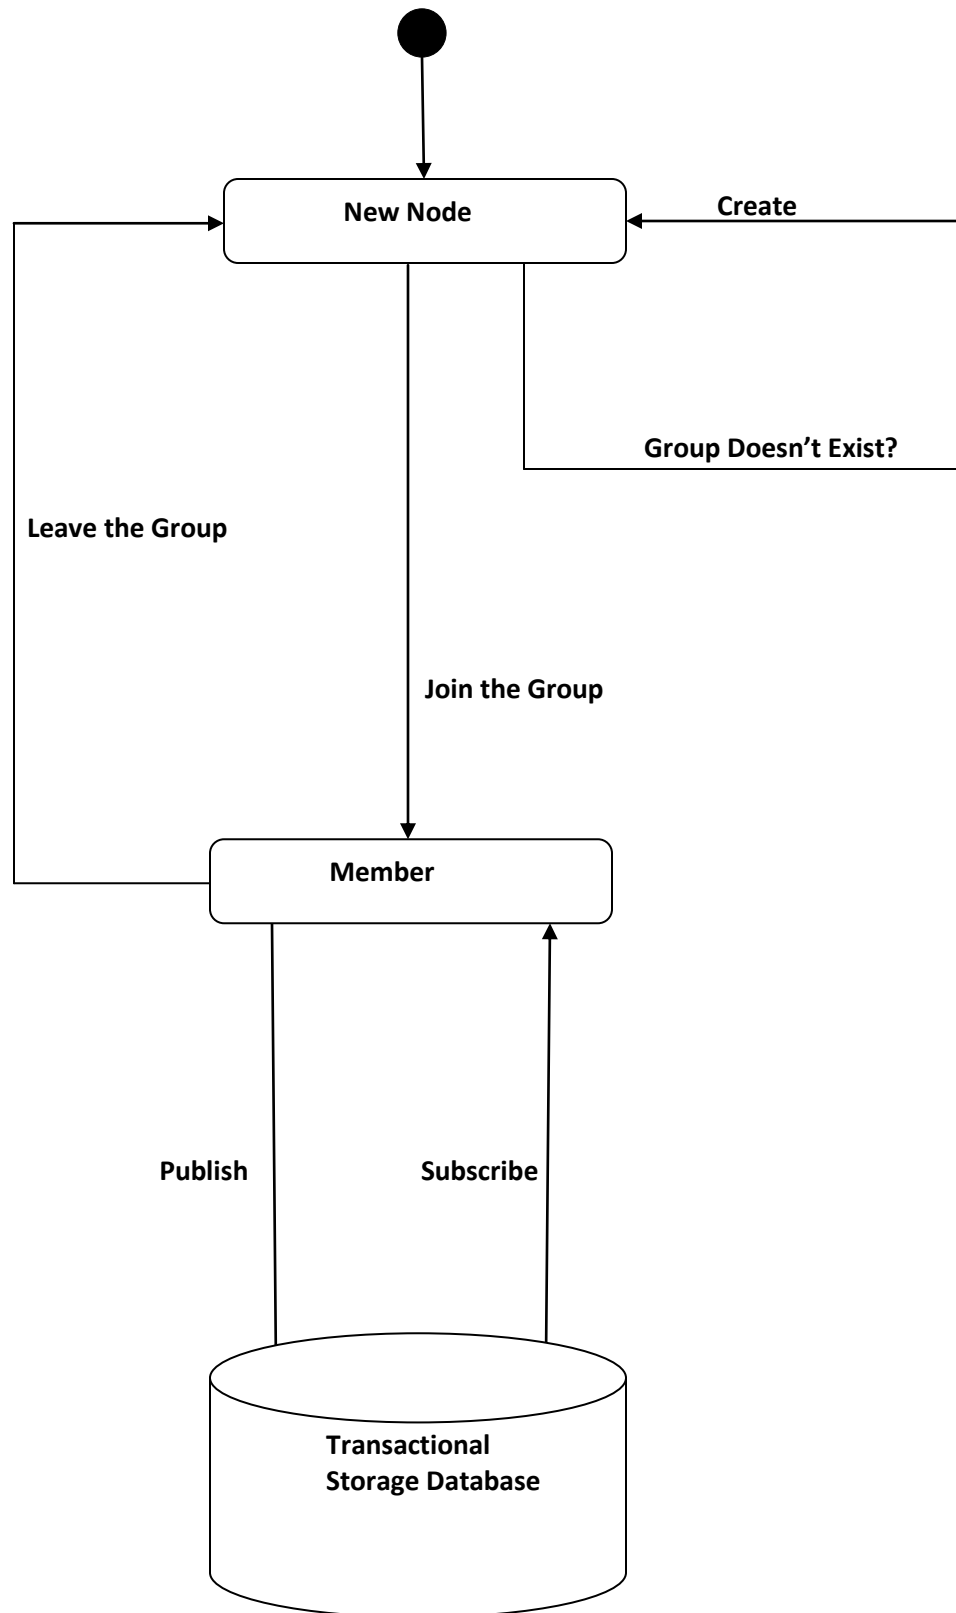 New Node
Create
Group Doesn’t Exist?
Leave the Group
Join the Group
Member
Publish
Subscribe
Transactional
Storage Database